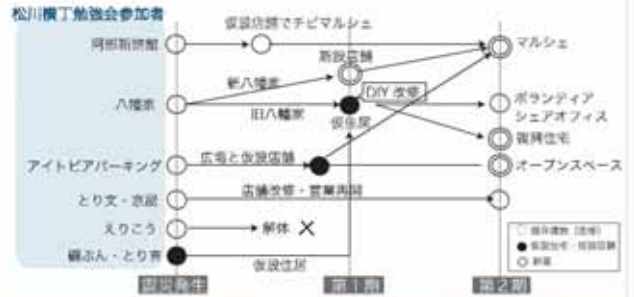 松川横丁勉強会参加者
仮設店舗でチビマルシェ
阿部新聞館
マルシェ
新設店舗
新八幡家
DIY 改修
八幡家
旧八幡家
仮住居
ボランティア
シェアオフィス
復興住宅
アイトピアパーキング
広場と仮設店舗
オープンスペース
とり文・京屋
店舗改修・営業再開
えりこう
解体
仮設住居
既存建物（改修）
仮設住宅・仮設店舗
新築
震災発生
第1期
第2期